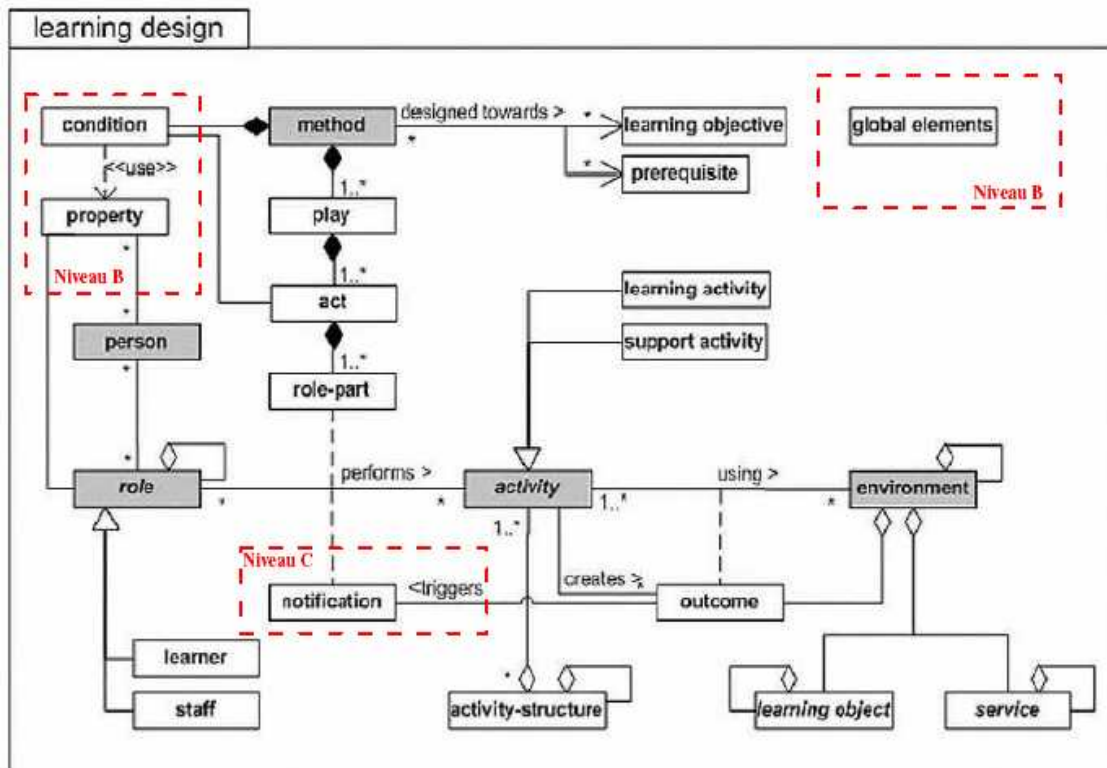 learning design
condition
method
designed towards >
*
*
learning objective
global elements
<<use>>
*
prerequisite
Niveau B
1..*
property
play
*
Niveau B
1..*
learning activity
act
*
person
support activity
*
1..*
role-part
*
performs >
using >
role
activity
environment
*
*
1..*
*
1..*
Niveau C
<triggers
creates >
*
notification
outcome
learner
*
staff
activity-structure
learning object
service